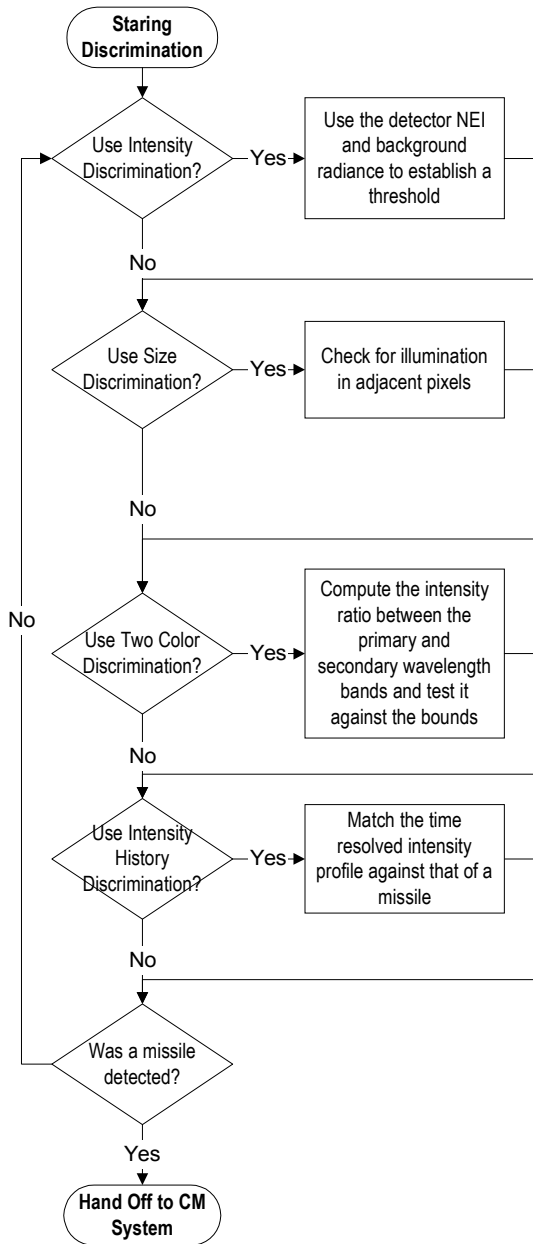 Staring
Discrimination
Use Intensity
Discrimination?
Yes
Use the detector NEI
and background
radiance to establish a
threshold
No
Use Size
Discrimination?
Yes
Check for illumination
in adjacent pixels
No
No
Use Two Color
Discrimination?
Yes
Compute the intensity
ratio between the
primary and
secondary wavelength
bands and test it
against the bounds
No
Use Intensity
History
Discrimination?
Yes
Match the time
resolved intensity
profile against that of a
missile
No
Was a missile
detected?
Yes
Hand Off to CM
System